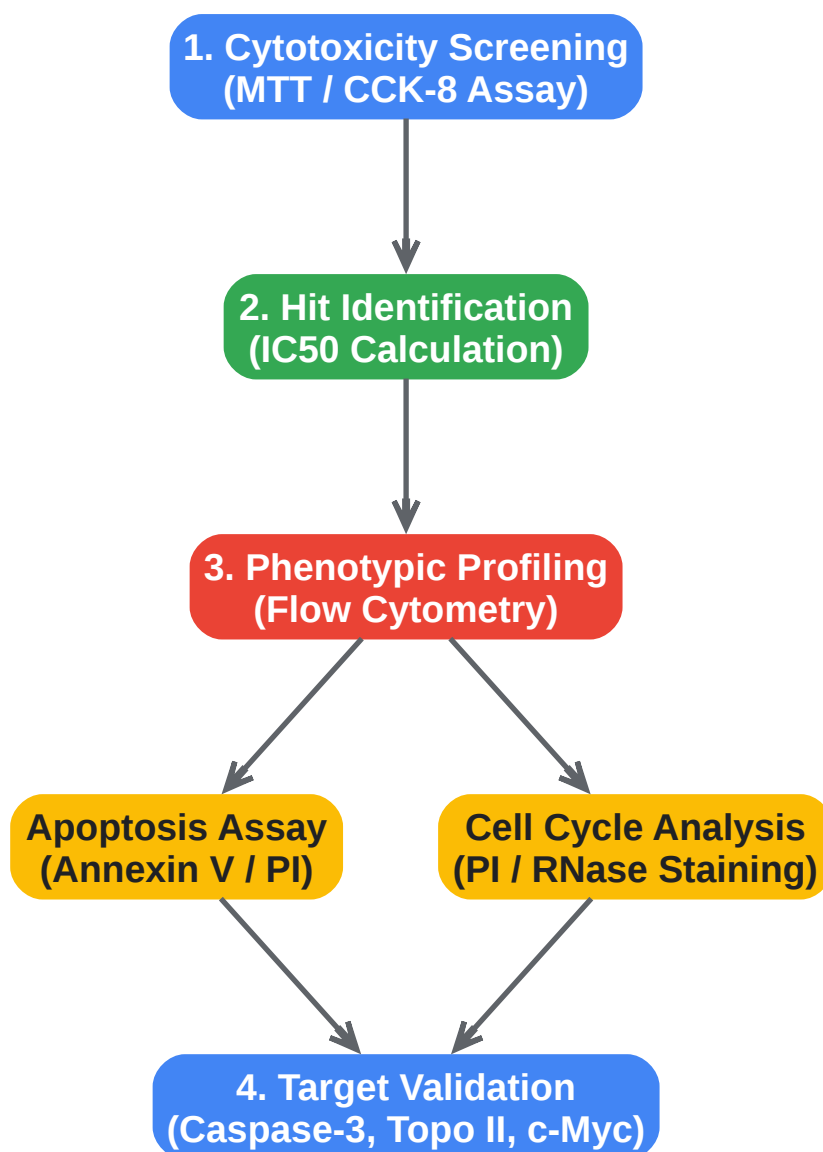 1. Cytotoxicity Screening
(MTT / CCK-8 Assay)
2. Hit Identification
(IC50 Calculation)
3. Phenotypic Profiling
(Flow Cytometry)
Apoptosis Assay
(Annexin V / PI)
Cell Cycle Analysis
(PI / RNase Staining)
4. Target Validation
(Caspase-3, Topo II, c-Myc)